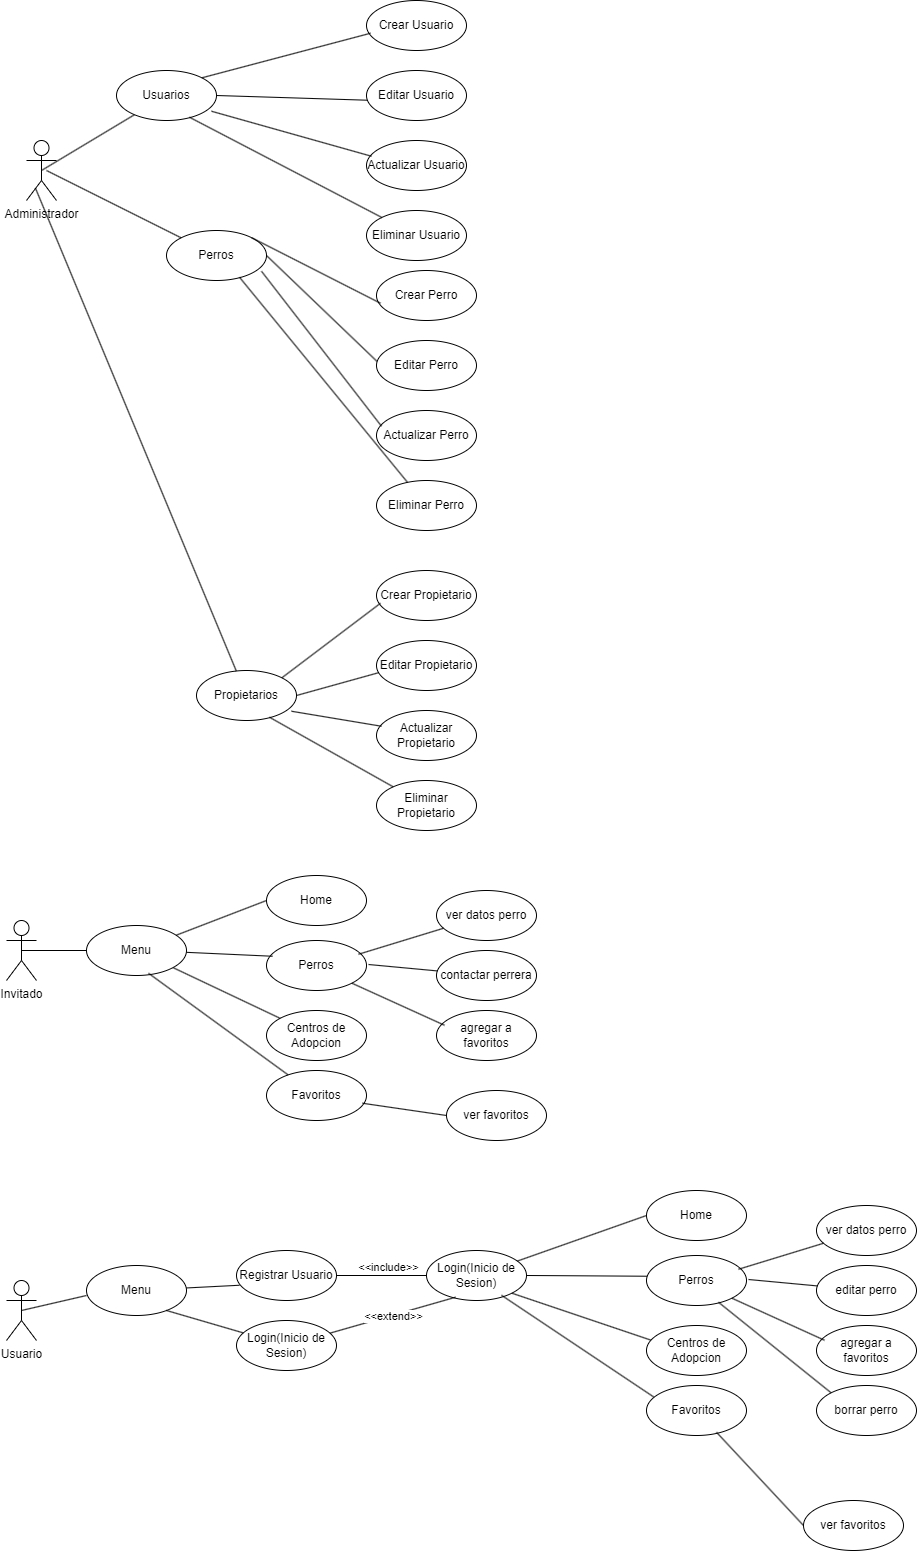 Crear Usuario
Usuarios
Editar Usuario
Actualizar Usuario
Administrador
Eliminar Usuario
Perros
Crear Perro
Editar Perro
Actualizar Perro
Eliminar Perro
Crear Propietario
Editar Propietario
Propietarios
Actualizar
Propietario
Eliminar
Propietario
Home
ver datos perro
Menu
Perros
contactar perrera
Invitado
Centros de
Adopcion
agregar a
favoritos
Favoritos
ver favoritos
Home
ver datos perro
Registrar Usuario
<<include>>
Login(Inicio de
Sesion)
Perros
Menu
editar perro
<<extend>>
Login(Inicio de
Sesion)
Usuario
Centros de
Adopcion
agregar a
favoritos
Favoritos
borrar perro
ver favoritos